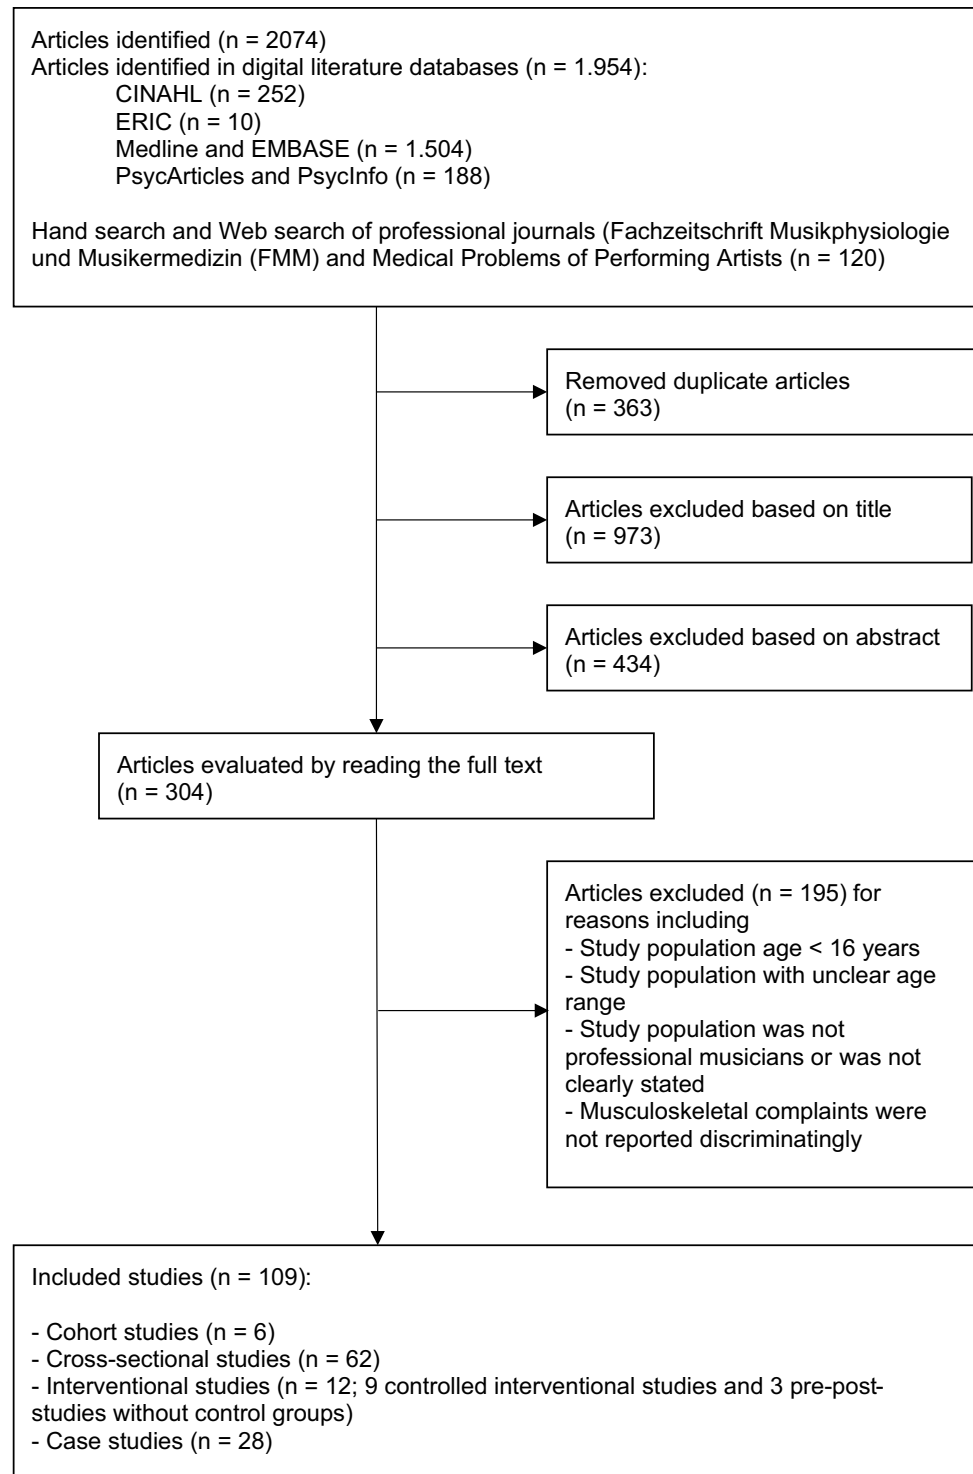 Articles identified (n = 2074)
Articles identified in digital literature databases (n = 1.954):
CINAHL (n = 252)
ERIC (n = 10)
Medline and EMBASE (n = 1.504)
PsycArticles and PsycInfo (n = 188)
Hand search and Web search of professional journals (Fachzeitschrift Musikphysiologie
und Musikermedizin (FMM) and Medical Problems of Performing Artists (n = 120)
Removed duplicate articles
(n = 363)
Articles excluded based on title
(n = 973)
Articles excluded based on abstract
(n = 434)
Articles evaluated by reading the full text
(n = 304)
Articles excluded (n = 195) for
reasons including
- Study population age < 16 years
- Study population with unclear age
range
- Study population was not
professional musicians or was not
clearly stated
- Musculoskeletal complaints were
not reported discriminatingly
Included studies (n = 109):
- Cohort studies (n = 6)
- Cross-sectional studies (n = 62)
- Interventional studies (n = 12; 9 controlled interventional studies and 3 pre-post-
studies without control groups)
- Case studies (n = 28)